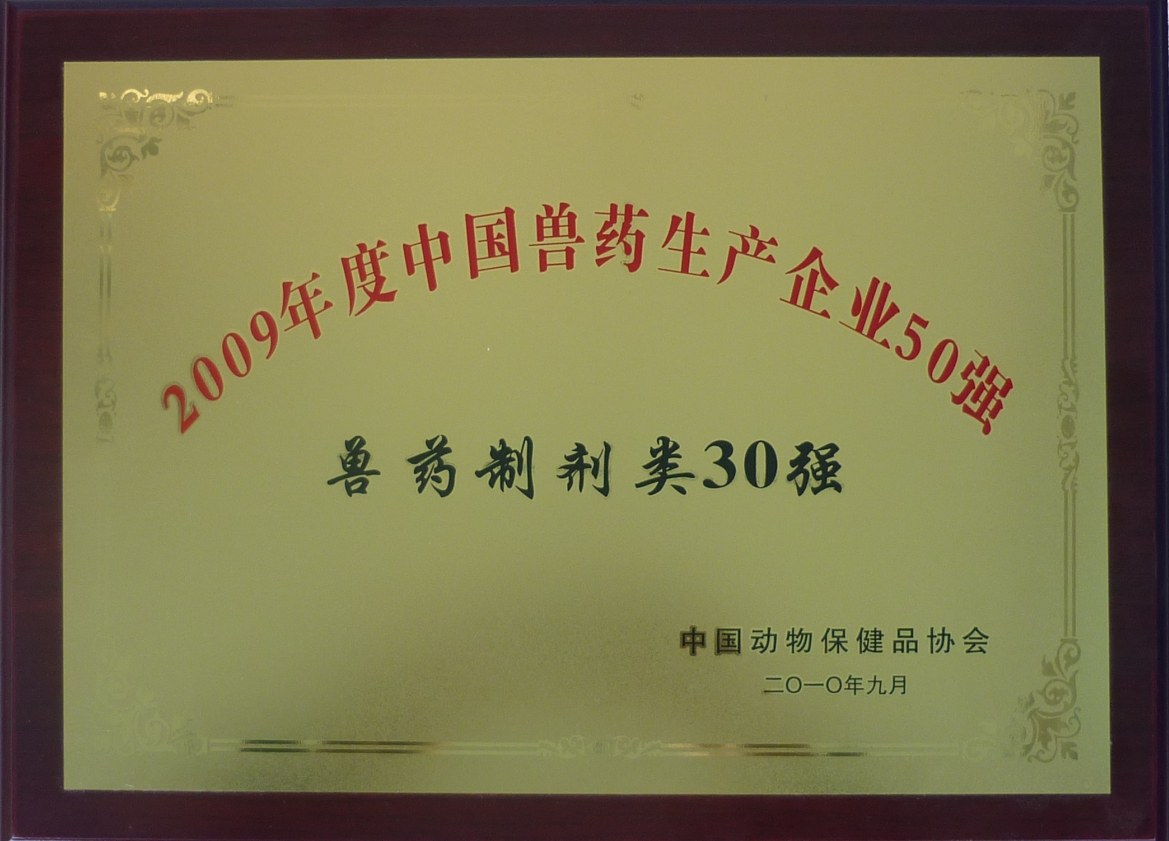 2009年度中国兽药生产企业50强
兽药制剂类30强
中国动物保健品协会
二〇一〇年九月